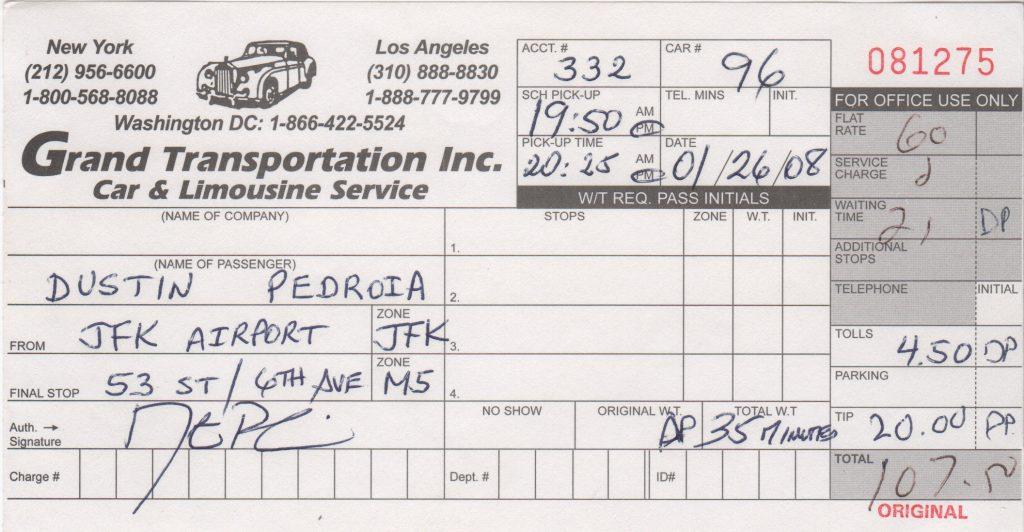 New York
(212) 956-6600
1-800-568-8088
Los Angeles
(310) 888-8830
1-888-777-9799
Washington DC: 1-866-422-5524
Grand Transportation Inc.
Car & Limousine Service
ACCT. # 332
CAR # 96
081275
SCH PICK-UP 19:50 AM PM
TEL. MINS
INIT.
PICK-UP TIME 20:25 AM PM
DATE 01/26/08
W/T REQ. PASS INITIALS
FOR OFFICE USE ONLY
FLAT RATE 60
SERVICE CHARGE
WAITING TIME 21 DP
ADDITIONAL STOPS
TELEPHONE
INITIAL
TOLLS 4.50 DP
PARKING
TIP 20.00 DP.
TOTAL 107.50
ORIGINAL
(NAME OF COMPANY)
STOPS ZONE W.T. INIT.
1.
(NAME OF PASSENGER)
DUSTIN PEDROIA
2.
FROM JFK AIRPORT
ZONE JFK
3.
FINAL STOP 53 ST/6TH AVE
ZONE M5
4.
Auth. → Signature
NO SHOW
ORIGINAL W.T. DP
TOTAL W.T 35 MINUTES
Charge #
Dept. #
ID#